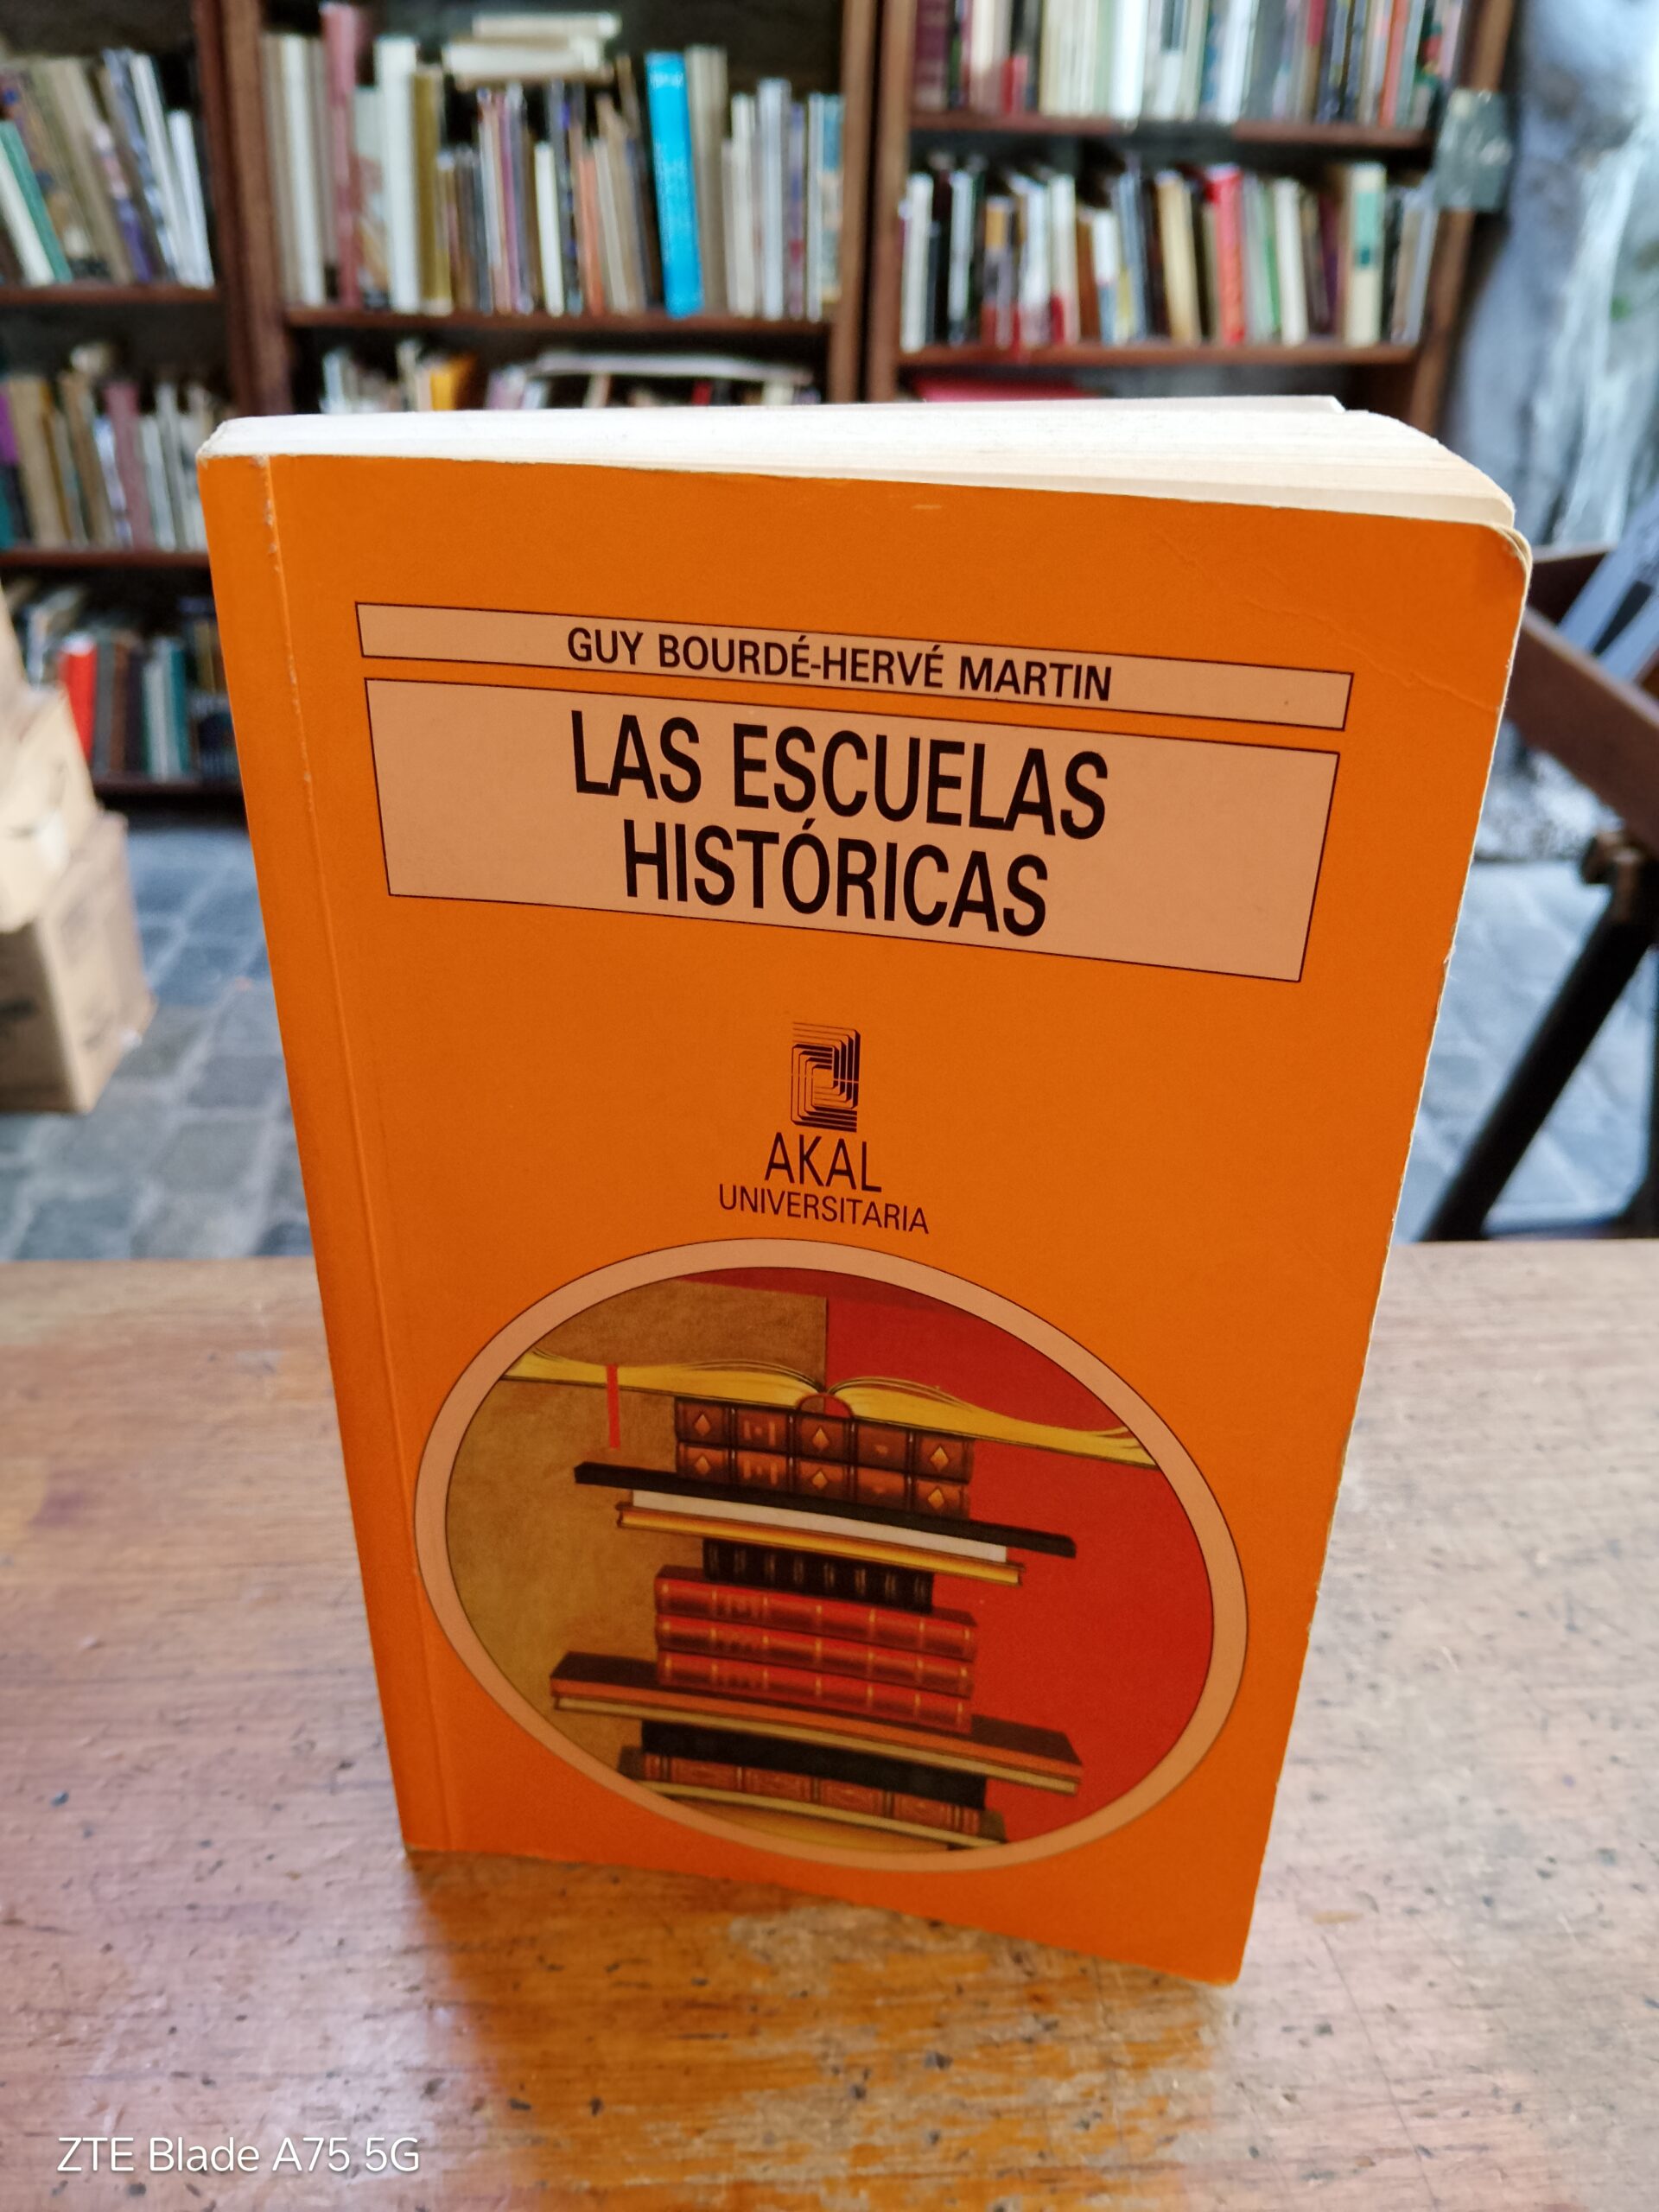 GUY BOURDÉ-HERVÉ MARTIN
LAS ESCUELAS
HISTÓRICAS
AKAL
UNIVERSITARIA
ZTE Blade A75 5G